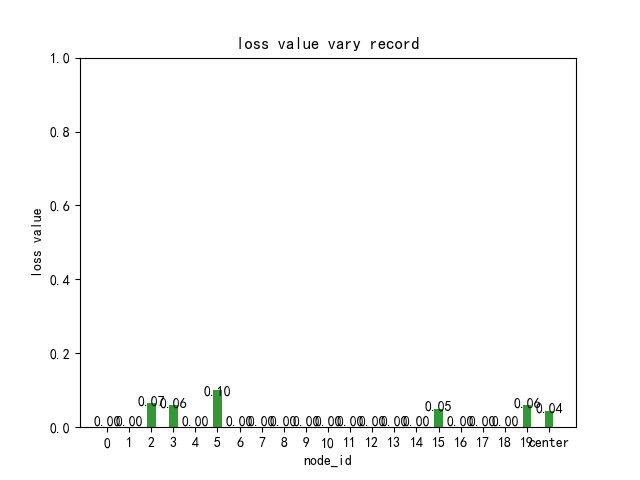 loss value vary record
1.0
0.8
0.6
0.4
0.2
0.0
loss value
0.00 0.00 0.07 0.06 0.00 0.10 0.00 0.00 0.00 0.00 0.00 0.00 0.00 0.00 0.00 0.05 0.00 0.00 0.00 0.06 0.04
0 1 2 3 4 5 6 7 8 9 10 11 12 13 14 15 16 17 18 19 center
node_id